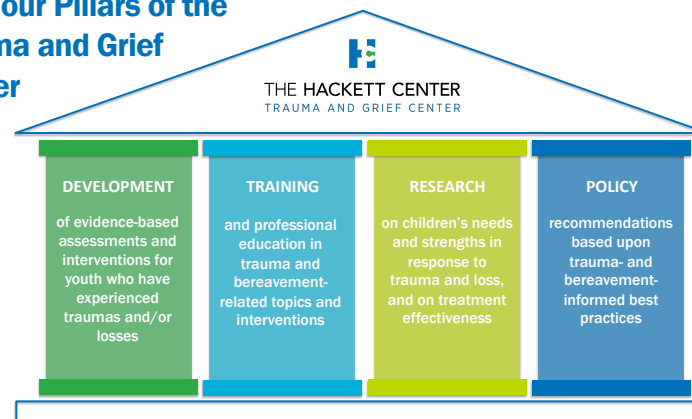 our Pillars of the
ma and Grief
er
THE HACKETT CENTER
TRAUMA AND GRIEF CENTER
DEVELOPMENT
of evidence-based
assessments and
interventions for
youth who have
experienced
traumas and/or
losses
TRAINING
and professional
education in
trauma and
bereavement-
related topics and
interventions
RESEARCH
on children’s needs
and strengths in
response to
trauma and loss,
and on treatment
effectiveness
POLICY
recommendations
based upon
trauma- and
bereavement-
informed best
practices